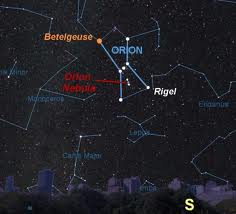 Betelgeuse
ORION
Orion
Nebula
Rigel
Monoceros
Eridanus
Lepus
Canis Major
S